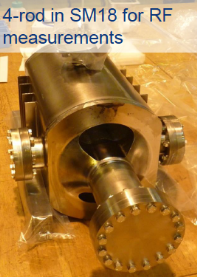 4-rod in SM18 for RF
measurements